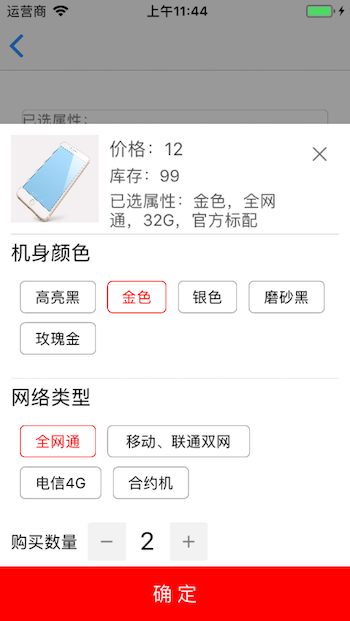 运营商 上午11:44
已选属性：
价格：12
库存：99
已选属性：金色，全网
通，32G，官方标配
机身颜色
高亮黑 金色 银色 磨砂黑
玫瑰金
网络类型
全网通 移动、联通双网
电信4G 合约机
购买数量 － 2 ＋
确 定